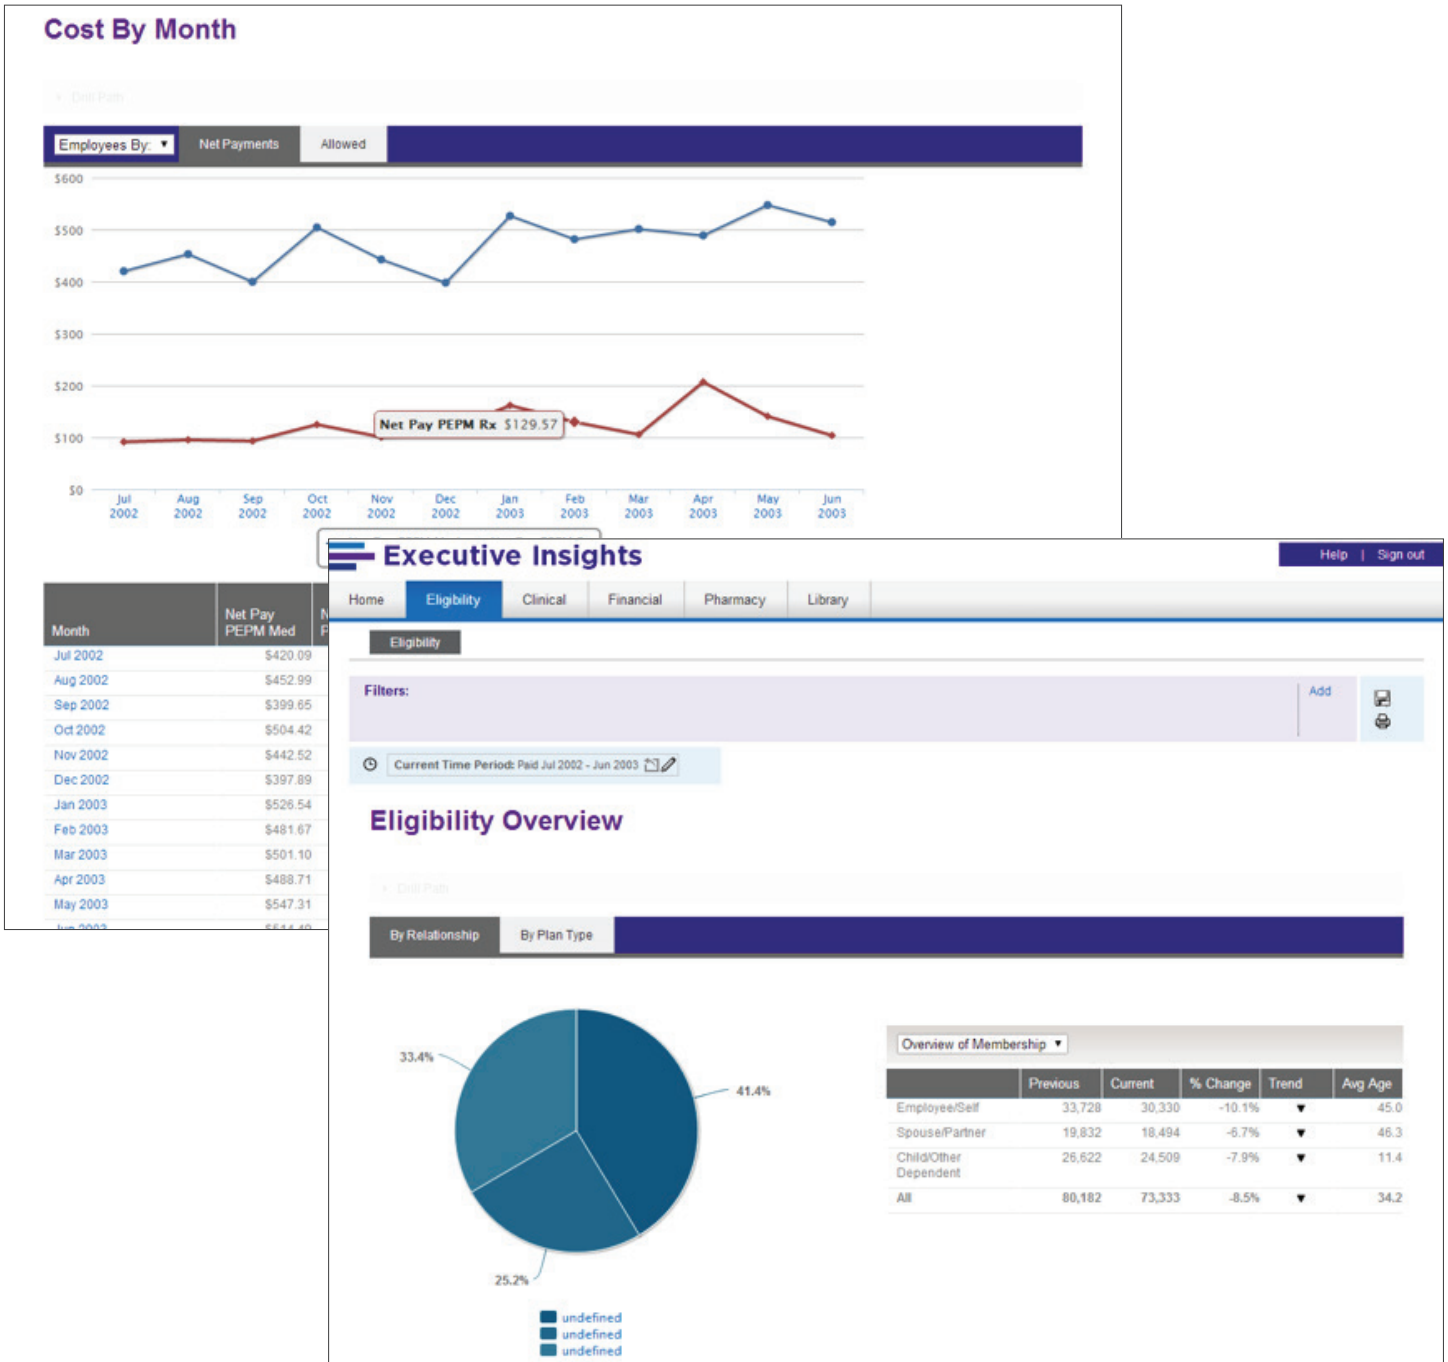 Cost By Month
Drill Path
Employees By: Net Payments Allowed
$600
$500
$400
$300
$200
$100
$0
Net Pay PEPM Rx $129.57
Jul Aug Sep Oct Nov Dec Jan Feb Mar Apr May Jun
2002 2002 2002 2002 2002 2002 2003 2003 2003 2003 2003 2003
Month Net Pay PEPM Med
Jul 2002 $420.09
Aug 2002 $452.99
Sep 2002 $399.65
Oct 2002 $504.42
Nov 2002 $442.52
Dec 2002 $397.89
Jan 2003 $526.54
Feb 2003 $481.67
Mar 2003 $501.10
Apr 2003 $488.71
May 2003 $547.31
Jun 2003 $514.49
Executive Insights
Help | Sign out
Home Eligibility Clinical Financial Pharmacy Library
Eligibility
Filters: Add
Current Time Period: Paid Jul 2002 - Jun 2003
Eligibility Overview
Drill Path
By Relationship By Plan Type
33.4%
41.4%
25.2%
undefined
undefined
undefined
Overview of Membership
Previous Current % Change Trend Avg Age
Employee/Self 33,728 30,330 -10.1% ▼ 45.0
Spouse/Partner 19,832 18,494 -6.7% ▼ 46.3
Child/Other 26,622 24,509 -7.9% ▼ 11.4
Dependent
All 80,182 73,333 -8.5% ▼ 34.2